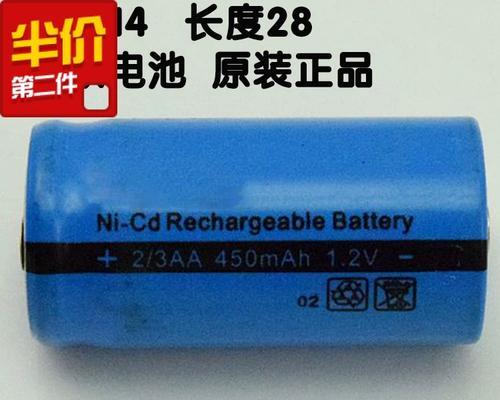 半价
第二件
14 长度28
电池 原装正品
Ni-Cd Rechargeable Battery
+ 2/3AA 450mAh 1.2V −
02